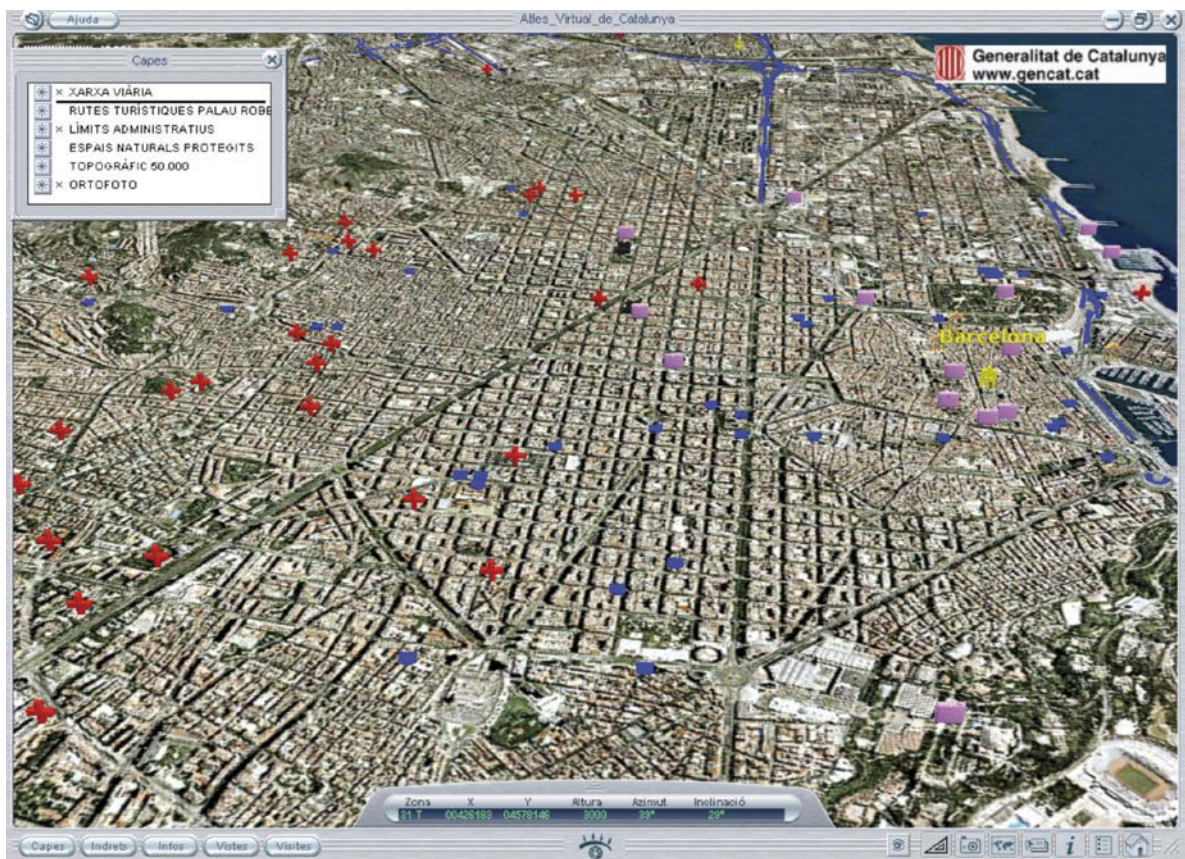 Ajuda
Atles_Virtual_de_Catalunya
Generalitat de Catalunya
www.gencat.cat
Capes
× XARXA VIÀRIA
RUTES TURÍSTIQUES PALAU ROBE
× LÍMITS ADMINISTRATIUS
ESPAIS NATURALS PROTEGITS
TOPOGRÀFIC 50.000
× ORTOFOTO
Barcelona
Zona X Y Altura Azimut Inclinació
31 T 00426183 04578146 3000 39° 29°
Capes Indrets Infos Vistes Visites